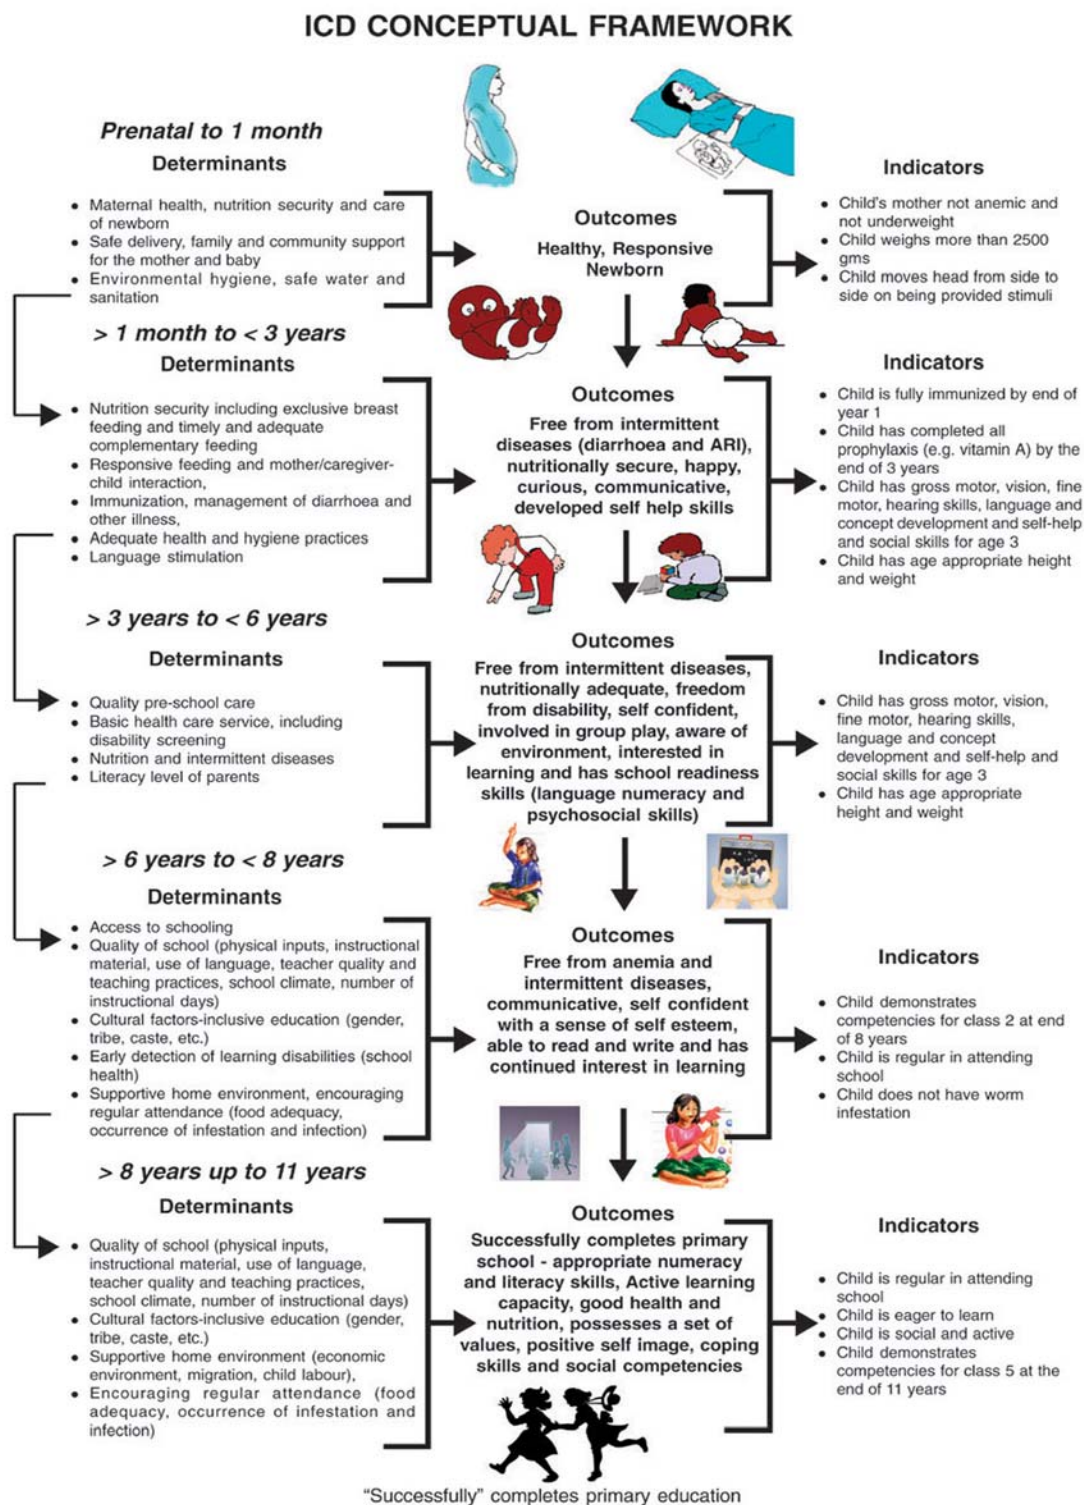 ICD CONCEPTUAL FRAMEWORK
Prenatal to 1 month
Determinants
• Maternal health, nutrition security and care
of newborn
• Safe delivery, family and community support
for the mother and baby
• Environmental hygiene, safe water and
sanitation
Outcomes
Healthy, Responsive
Newborn
Indicators
• Child's mother not anemic and
not underweight
• Child weighs more than 2500
gms
• Child moves head from side to
side on being provided stimuli
> 1 month to < 3 years
Determinants
• Nutrition security including exclusive breast
feeding and timely and adequate
complementary feeding
• Responsive feeding and mother/caregiver-
child interaction,
• Immunization, management of diarrhoea and
other illness,
• Adequate health and hygiene practices
• Language stimulation
Outcomes
Free from intermittent
diseases (diarrhoea and ARI),
nutritionally secure, happy,
curious, communicative,
developed self help skills
Indicators
• Child is fully immunized by end of
year 1
• Child has completed all
prophylaxis (e.g. vitamin A) by the
end of 3 years
• Child has gross motor, vision, fine
motor, hearing skills, language and
concept development and self-help
and social skills for age 3
• Child has age appropriate height
and weight
> 3 years to < 6 years
Determinants
• Quality pre-school care
• Basic health care service, including
disability screening
• Nutrition and intermittent diseases
• Literacy level of parents
Outcomes
Free from intermittent diseases,
nutritionally adequate, freedom
from disability, self confident,
involved in group play, aware of
environment, interested in
learning and has school readiness
skills (language numeracy and
psychosocial skills)
Indicators
• Child has gross motor, vision,
fine motor, hearing skills,
language and concept
development and self-help and
social skills for age 3
• Child has age appropriate
height and weight
> 6 years to < 8 years
Determinants
• Access to schooling
• Quality of school (physical inputs, instructional
material, use of language, teacher quality and
teaching practices, school climate, number of
instructional days)
• Cultural factors-inclusive education (gender,
tribe, caste, etc.)
• Early detection of learning disabilities (school
health)
• Supportive home environment, encouraging
regular attendance (food adequacy,
occurrence of infestation and infection)
Outcomes
Free from anemia and
intermittent diseases,
communicative, self confident
with a sense of self esteem,
able to read and write and has
continued interest in learning
Indicators
• Child demonstrates
competencies for class 2 at end
of 8 years
• Child is regular in attending
school
• Child does not have worm
infestation
> 8 years up to 11 years
Determinants
• Quality of school (physical inputs,
instructional material, use of language,
teacher quality and teaching practices,
school climate, number of instructional days)
• Cultural factors-inclusive education (gender,
tribe, caste, etc.)
• Supportive home environment (economic
environment, migration, child labour),
• Encouraging regular attendance (food
adequacy, occurrence of infestation and
infection)
Outcomes
Successfully completes primary
school - appropriate numeracy
and literacy skills, Active learning
capacity, good health and
nutrition, possesses a set of
values, positive self image, coping
skills and social competencies
Indicators
• Child is regular in attending
school
• Child is eager to learn
• Child is social and active
• Child demonstrates
competencies for class 5 at the
end of 11 years
"Successfully" completes primary education